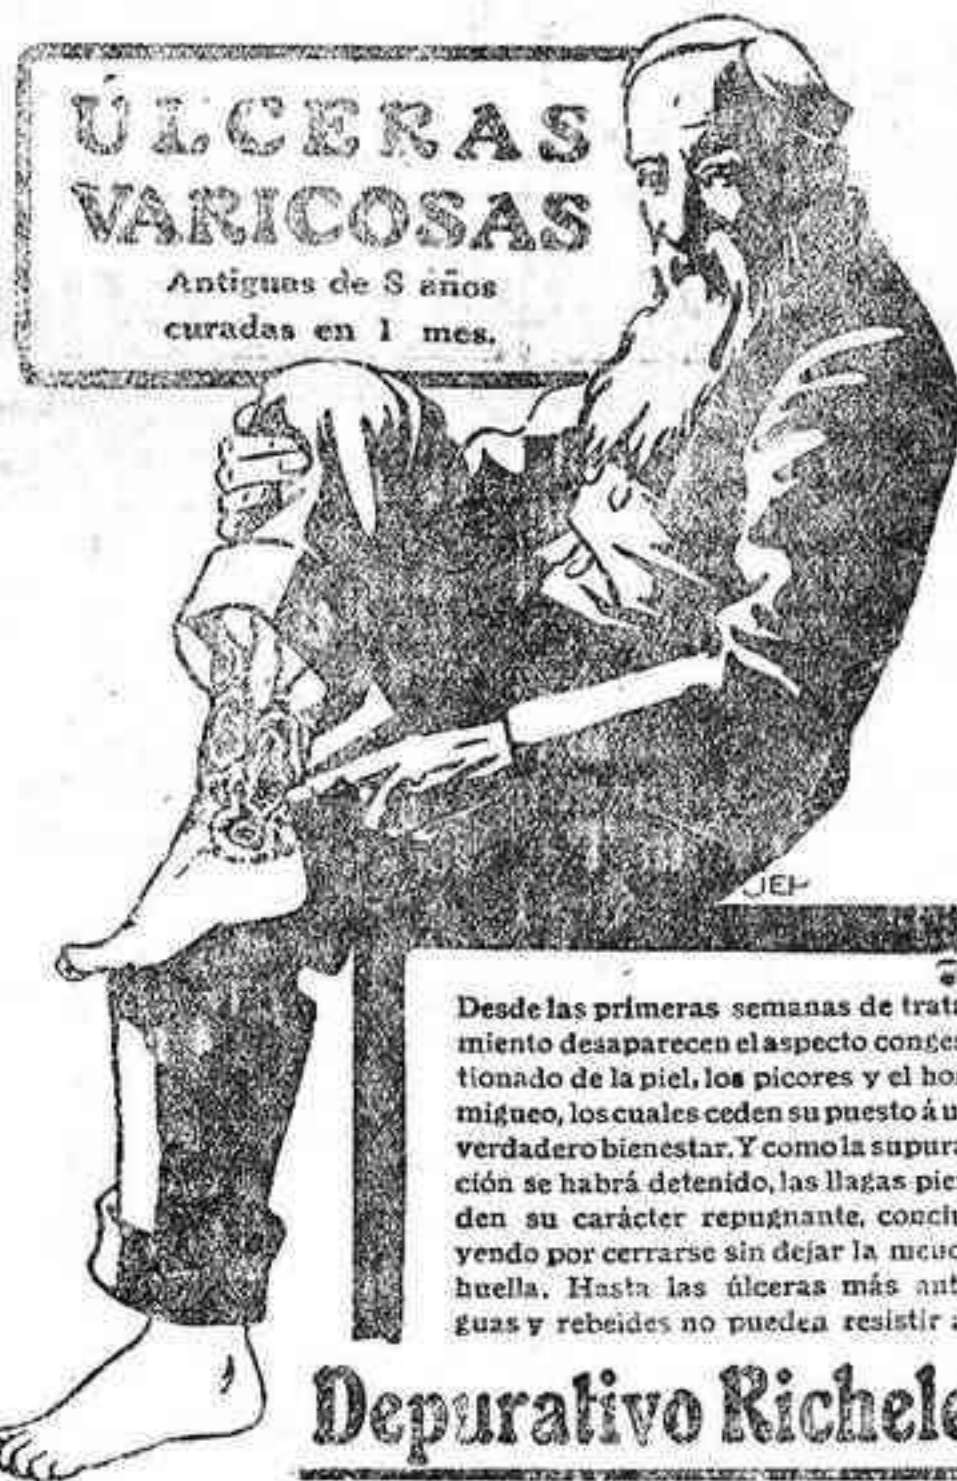 ÚLCERAS
VARICOSAS
Antiguas de 8 años
curadas en 1 mes.
Desde las primeras semanas de trata
miento desaparecen el aspecto conges
tionado de la piel, los picores y el hor
migueo, los cuales ceden su puesto á u
verdadero bienestar. Y como la supura
ción se habrá detenido, las llagas pier
den su carácter repugnante, conclu
yendo por cerrarse sin dejar la meno
huella. Hasta las úlceras más anti
guas y rebeldes no pueden resistir a
Depurativo Richele